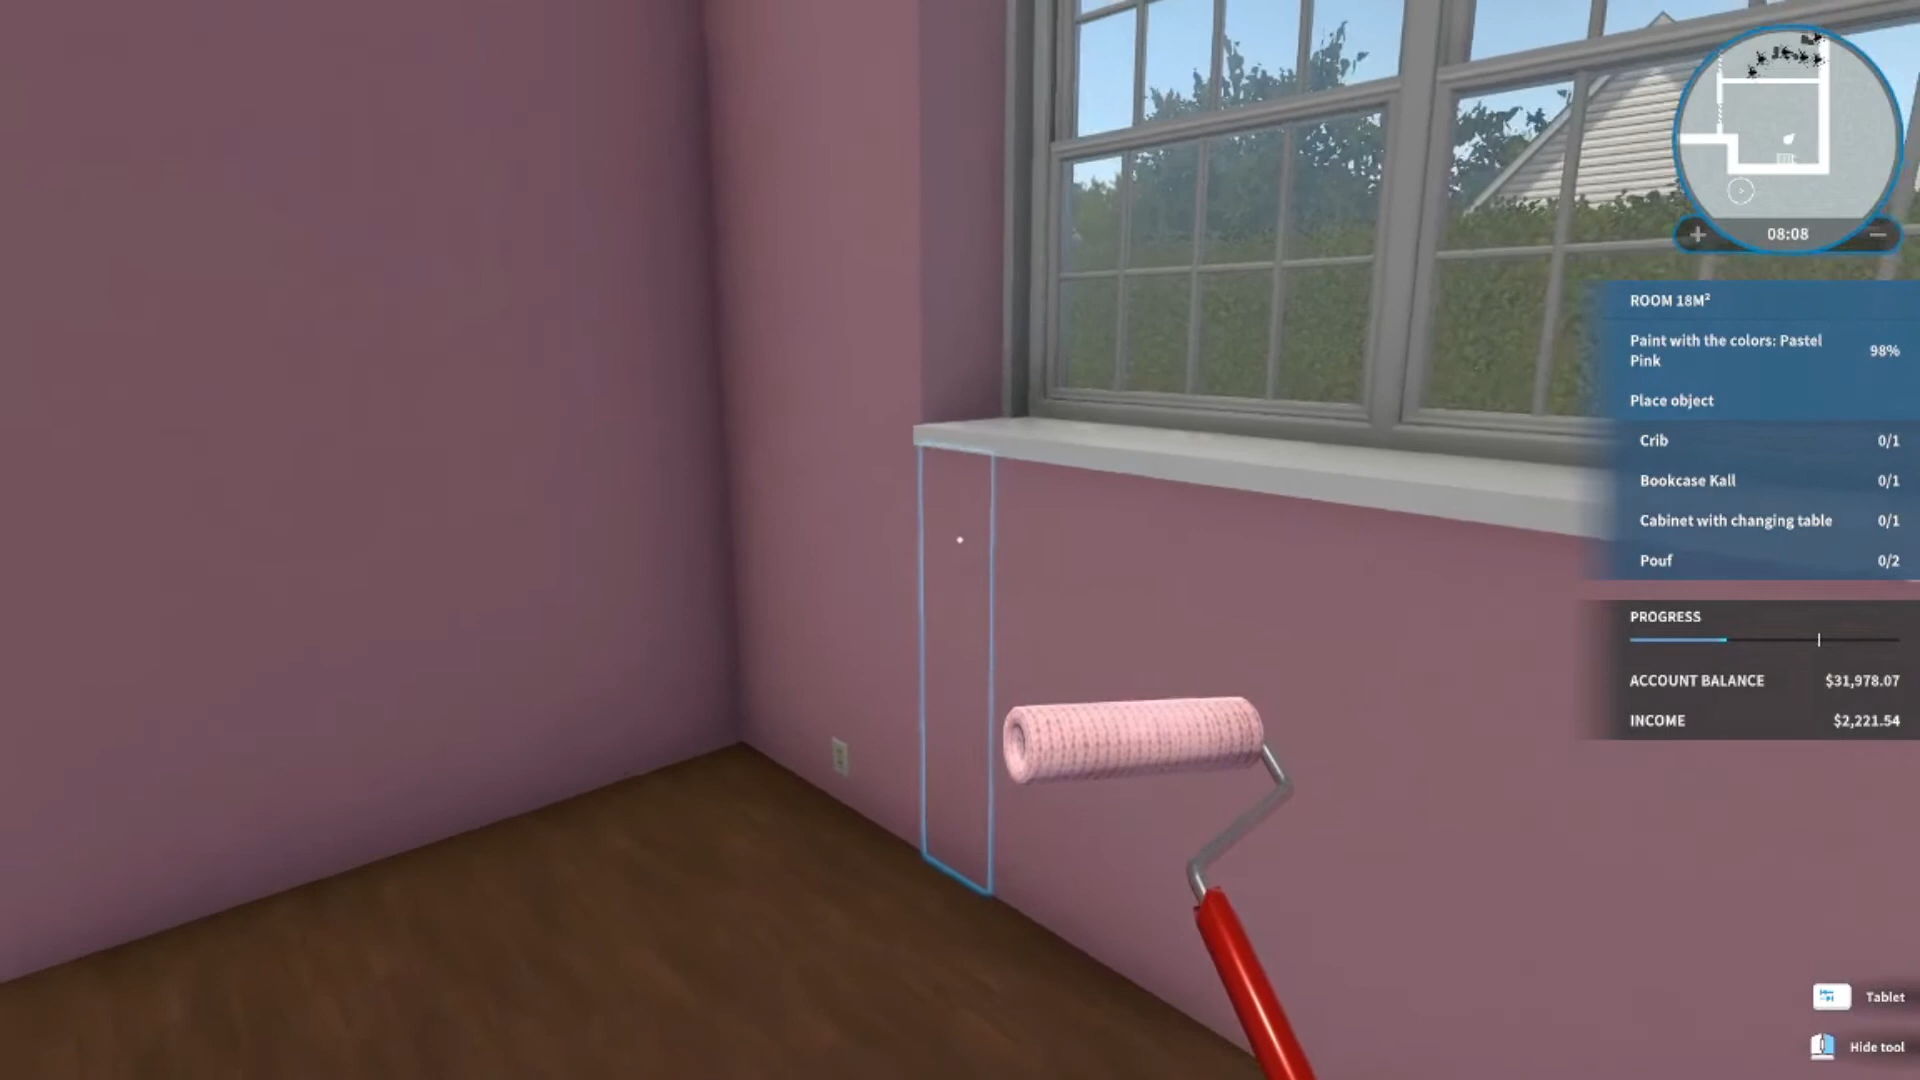 08:08
ROOM 18M²
Paint with the colors: Pastel
Pink 98%
Place object
Crib 0/1
Bookcase Kall 0/1
Cabinet with changing table 0/1
Pouf 0/2
PROGRESS
ACCOUNT BALANCE $31,978.07
INCOME $2,221.54
Tablet
Hide tool